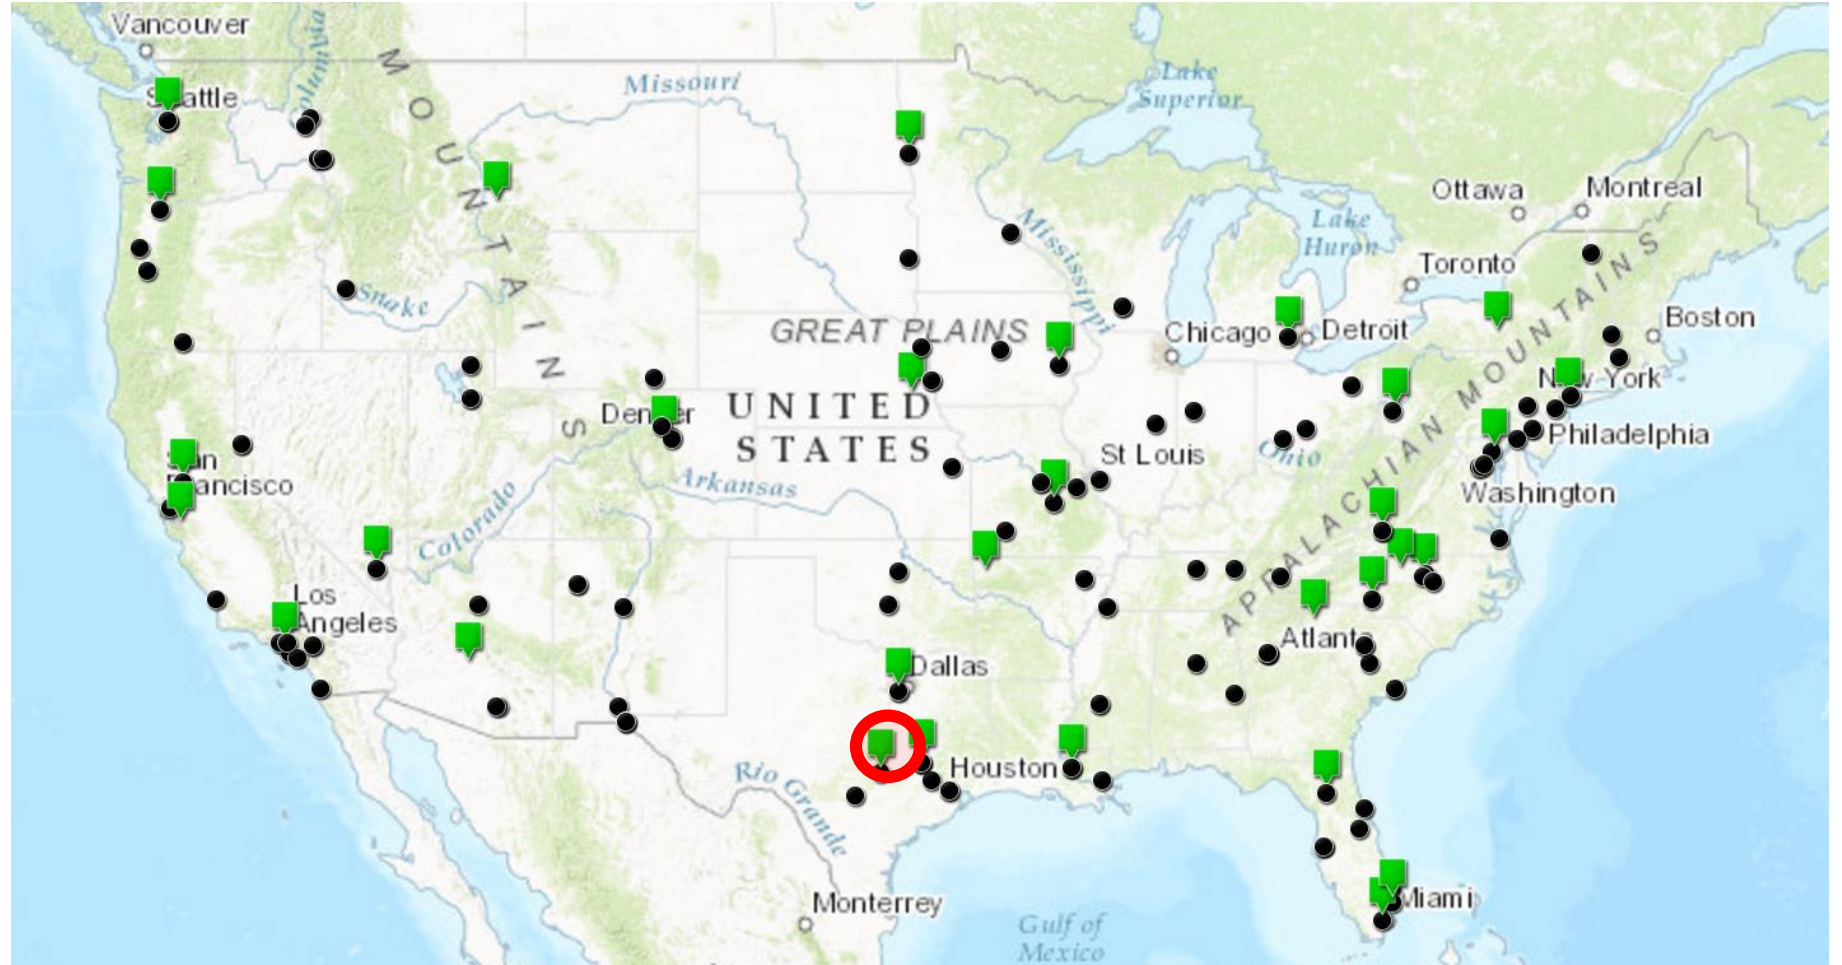 Vancouver
Seattle
Columbia
MOUNTAINS
Missouri
Lake
Superior
Ottawa
Montreal
Mississippi
Lake
Huron
Toronto
Snake
GREAT PLAINS
Chicago
Detroit
Boston
APPALACHIAN MOUNTAINS
New York
Denver
UNITED
STATES
St Louis
Ohio
Philadelphia
San
Francisco
Arkansas
Washington
Colorado
Los
Angeles
Atlanta
Dallas
Houston
Rio Grande
Monterrey
Miami
Gulf of
Mexico